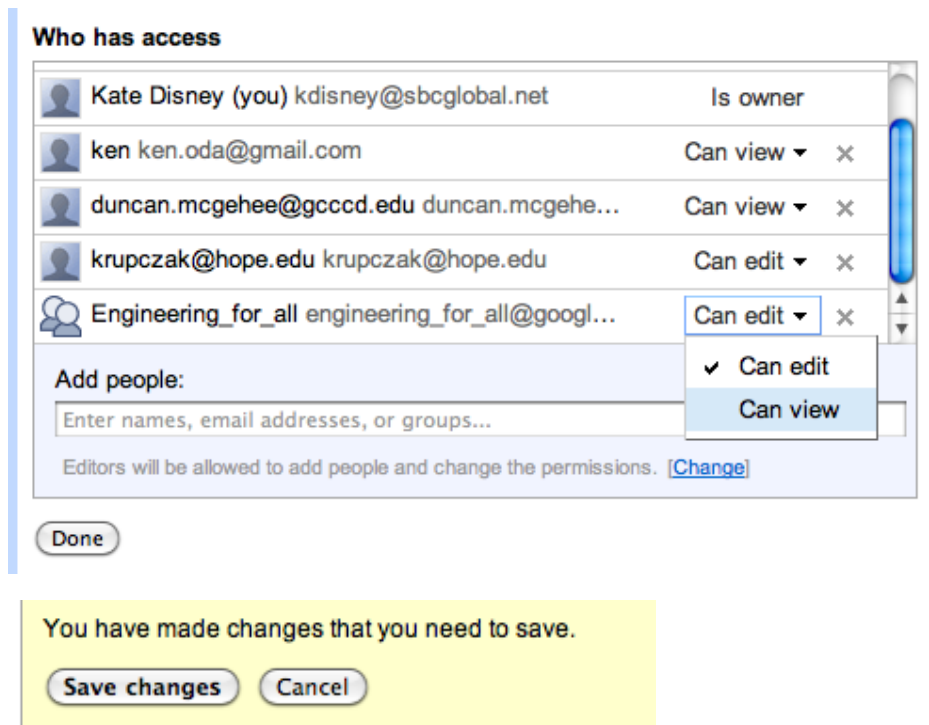 Who has access
Kate Disney (you) kdisney@sbcglobal.net Is owner
ken ken.oda@gmail.com Can view
duncan.mcgehee@gcccd.edu duncan.mcgehe... Can view
krupczak@hope.edu krupczak@hope.edu Can edit
Engineering_for_all engineering_for_all@googl... Can edit
Can edit
Can view
Add people:
Enter names, email addresses, or groups...
Editors will be allowed to add people and change the permissions. [Change]
Done
You have made changes that you need to save.
Save changes Cancel